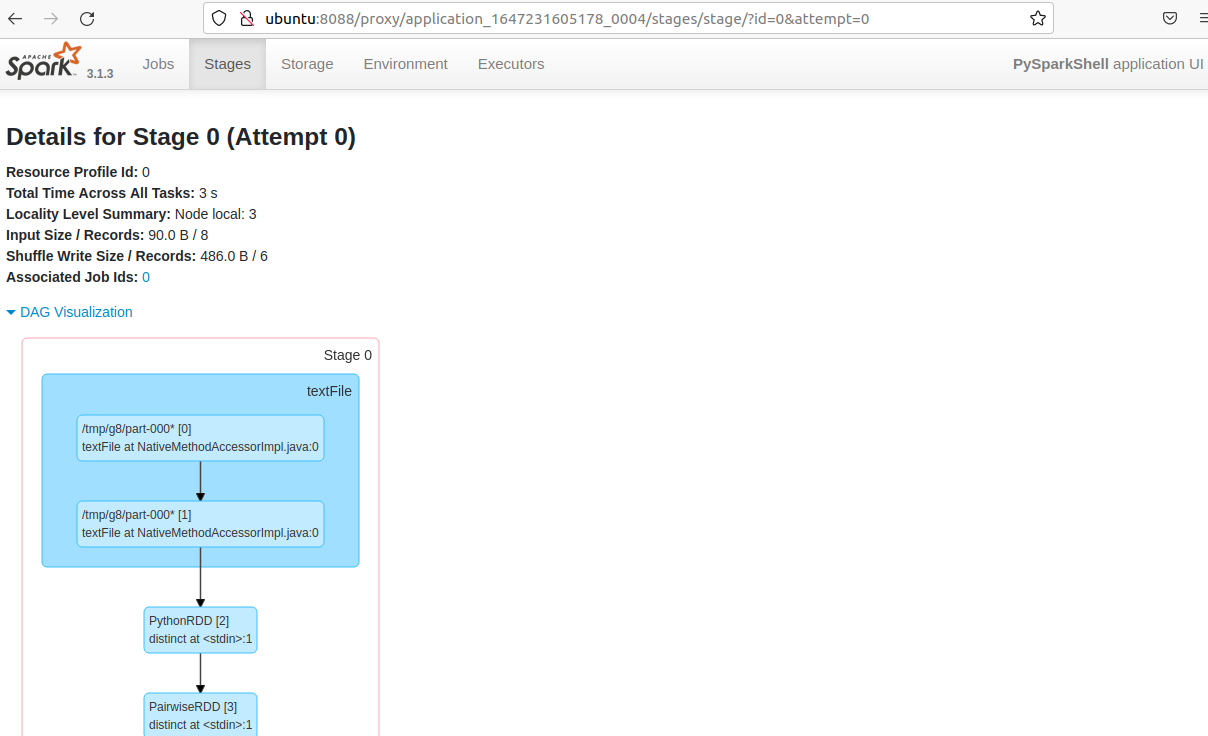 ubuntu:8088/proxy/application_1647231605178_0004/stages/stage/?id=0&attempt=0
APACHE Spark 3.1.3 Jobs Stages Storage Environment Executors PySparkShell application UI
Details for Stage 0 (Attempt 0)
Resource Profile Id: 0
Total Time Across All Tasks: 3 s
Locality Level Summary: Node local: 3
Input Size / Records: 90.0 B / 8
Shuffle Write Size / Records: 486.0 B / 6
Associated Job Ids: 0
DAG Visualization
Stage 0
textFile
/tmp/g8/part-000* [0]
textFile at NativeMethodAccessorImpl.java:0
/tmp/g8/part-000* [1]
textFile at NativeMethodAccessorImpl.java:0
PythonRDD [2]
distinct at <stdin>:1
PairwiseRDD [3]
distinct at <stdin>:1